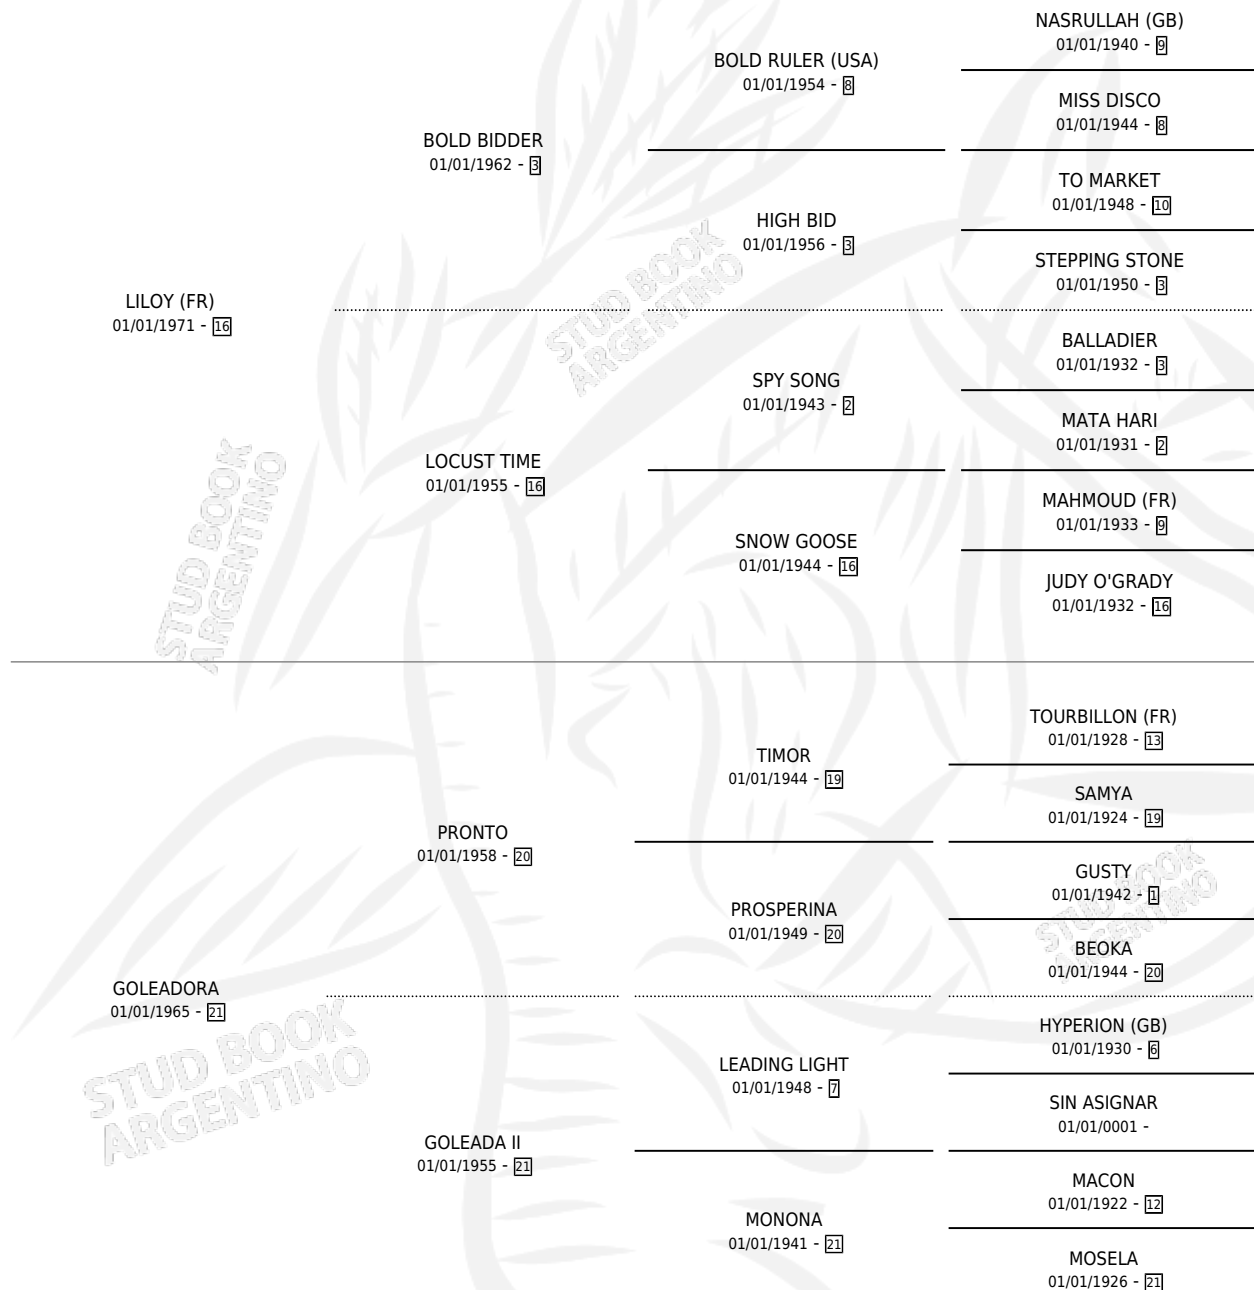 NASRULLAH (GB)
01/01/1940 - 9
BOLD RULER (USA)
01/01/1954 - 8
MISS DISCO
01/01/1944 - 8
BOLD BIDDER
01/01/1962 - 3
TO MARKET
01/01/1948 - 10
HIGH BID
01/01/1956 - 3
STEPPING STONE
01/01/1950 - 3
LILOY (FR)
01/01/1971 - 16
BALLADIER
01/01/1932 - 3
SPY SONG
01/01/1943 - 2
MATA HARI
01/01/1931 - 2
LOCUST TIME
01/01/1955 - 16
MAHMOUD (FR)
01/01/1933 - 9
SNOW GOOSE
01/01/1944 - 16
JUDY O'GRADY
01/01/1932 - 16
TOURBILLON (FR)
01/01/1928 - 13
TIMOR
01/01/1944 - 19
SAMYA
01/01/1924 - 19
PRONTO
01/01/1958 - 20
GUSTY
01/01/1942 - 1
PROSPERINA
01/01/1949 - 20
BEOKA
01/01/1944 - 20
GOLEADORA
01/01/1965 - 21
HYPERION (GB)
01/01/1930 - 6
LEADING LIGHT
01/01/1948 - 7
SIN ASIGNAR
01/01/0001 -
GOLEADA II
01/01/1955 - 21
MACON
01/01/1922 - 12
MONONA
01/01/1941 - 21
MOSELA
01/01/1926 - 21
STUD BOOK
ARGENTINO
STUD BOOK
ARGENTINO
STUD BOOK
ARGENTINO
STUD BOOK
ARGENTINO